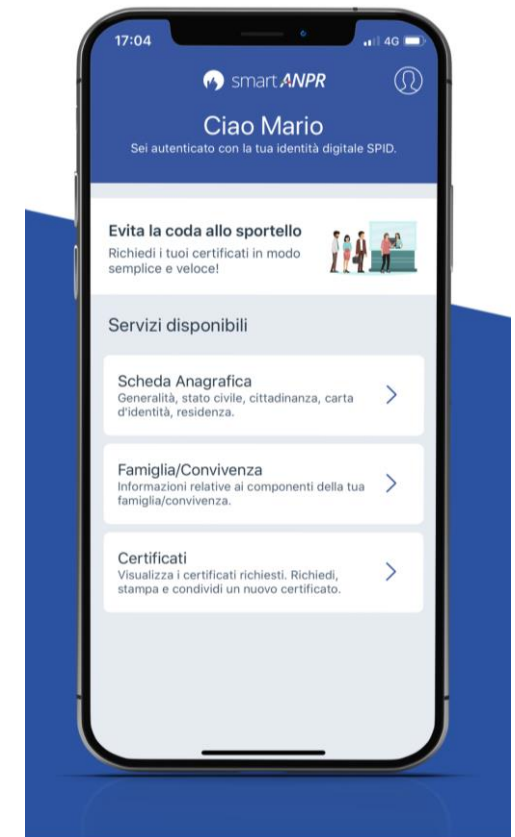 17:04
4G
smart ANPR
Ciao Mario
Sei autenticato con la tua identità digitale SPID.
Evita la coda allo sportello
Richiedi i tuoi certificati in modo
semplice e veloce!
Servizi disponibili
Scheda Anagrafica
Generalità, stato civile, cittadinanza, carta
d'identità, residenza.
Famiglia/Convivenza
Informazioni relative ai componenti della tua
famiglia/convivenza.
Certificati
Visualizza i certificati richiesti. Richiedi,
stampa e condividi un nuovo certificato.